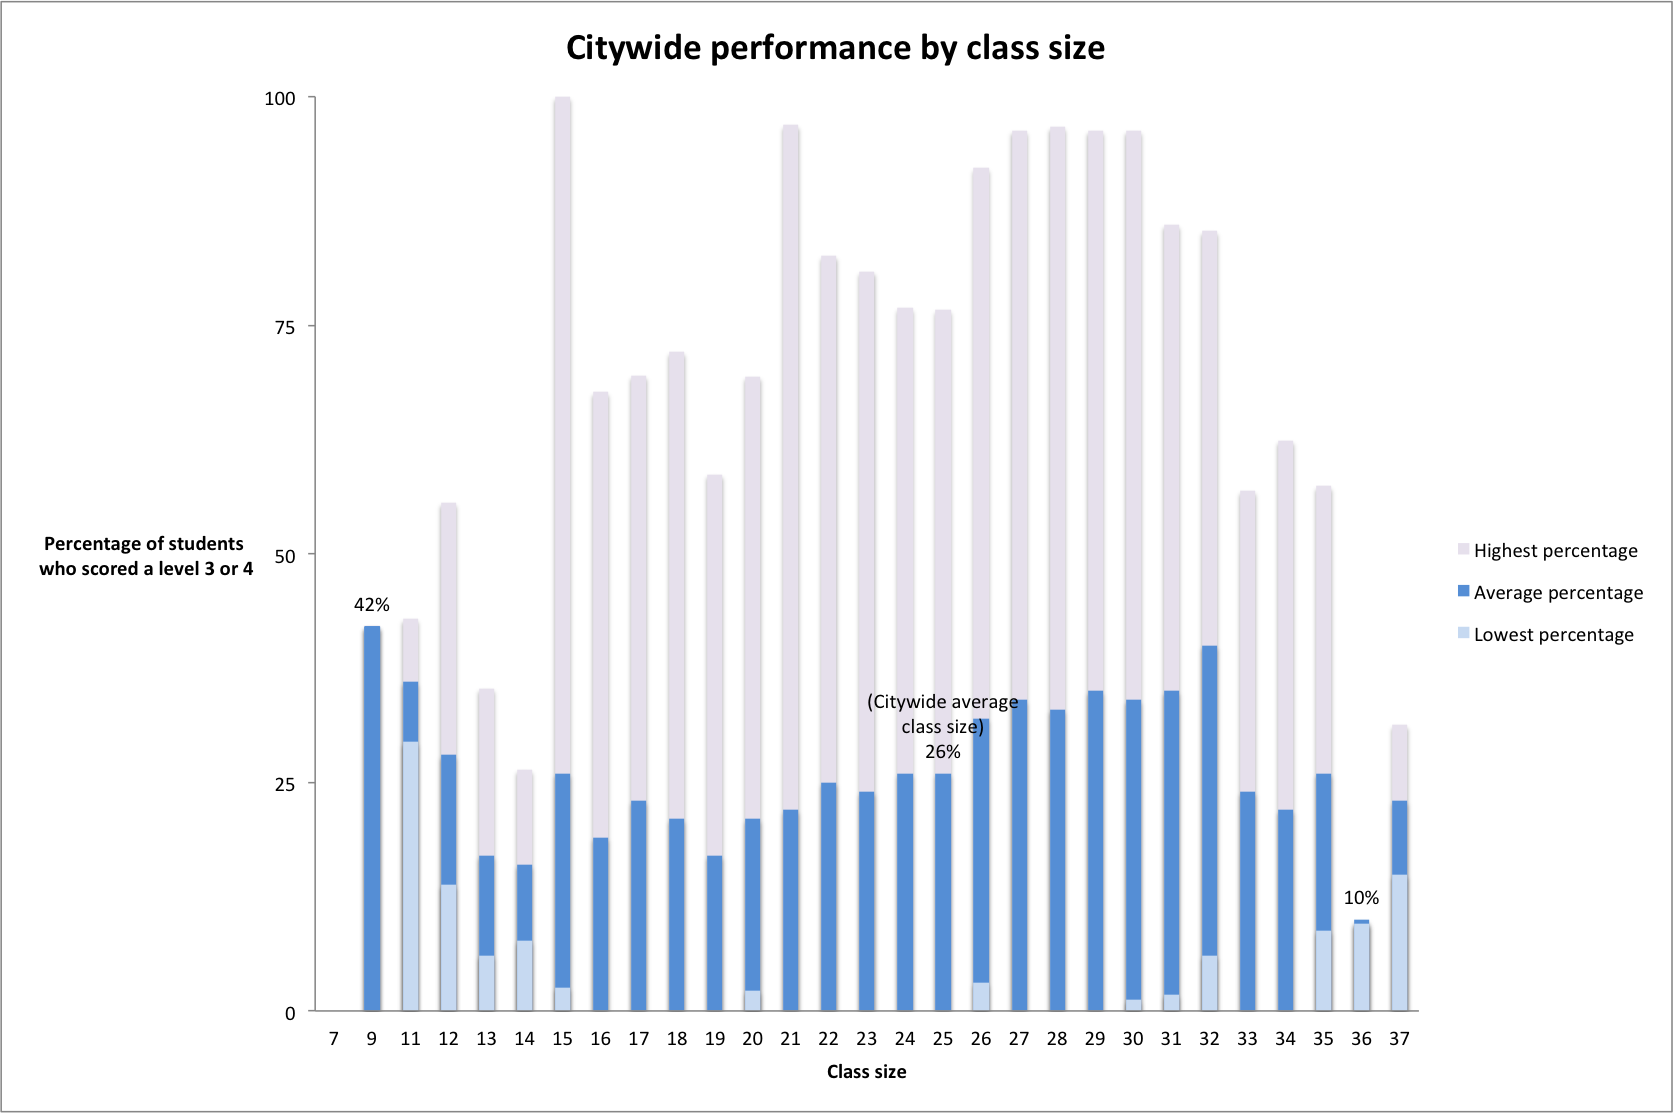 Citywide performance by class size
100
75
50
25
0
Percentage of students
who scored a level 3 or 4
42%
(Citywide average
class size)
26%
10%
Highest percentage
Average percentage
Lowest percentage
7 9 11 12 13 14 15 16 17 18 19 20 21 22 23 24 25 26 27 28 29 30 31 32 33 34 35 36 37
Class size